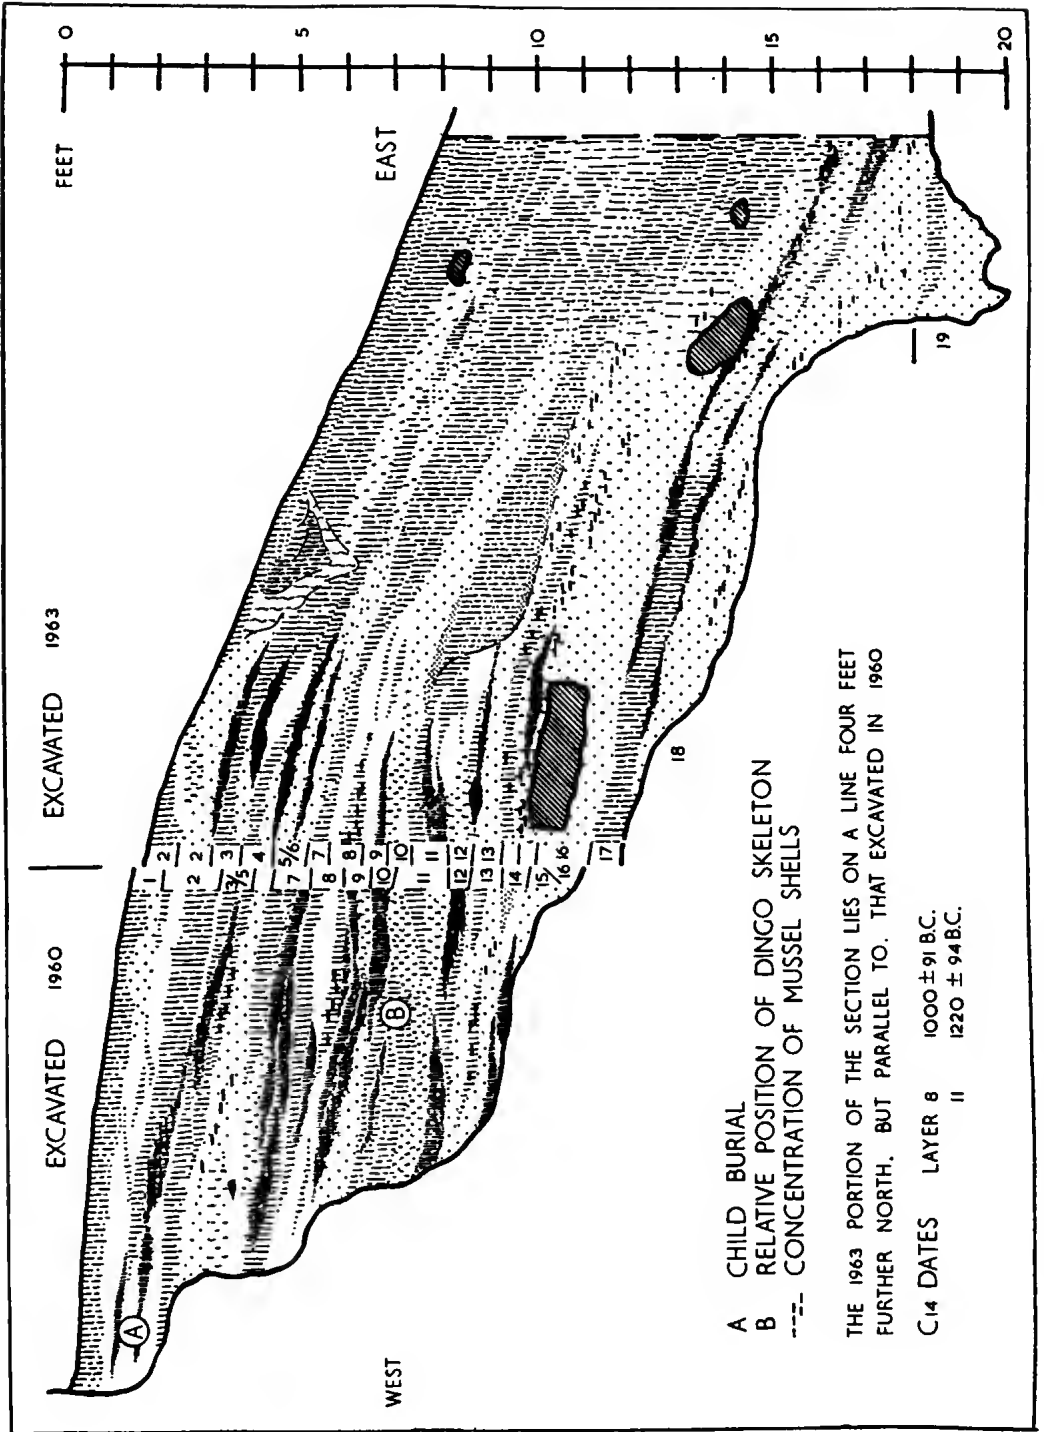 FEET
0
5
10
15
20
EXCAVATED 1960
EXCAVATED 1963
WEST
EAST
A
B
1
2
3/5
7
8
9
10
11
12
13
14
15/16
2
2
3
4
5/6
7
8
9
10
11
12
13
16
17
18
19
A CHILD BURIAL
B RELATIVE POSITION OF DINGO SKELETON
CONCENTRATION OF MUSSEL SHELLS
THE 1963 PORTION OF THE SECTION LIES ON A LINE FOUR FEET
FURTHER NORTH. BUT PARALLEL TO, THAT EXCAVATED IN 1960
C14 DATES LAYER 8 1000 ± 91 B.C.
11 1220 ± 94 B.C.